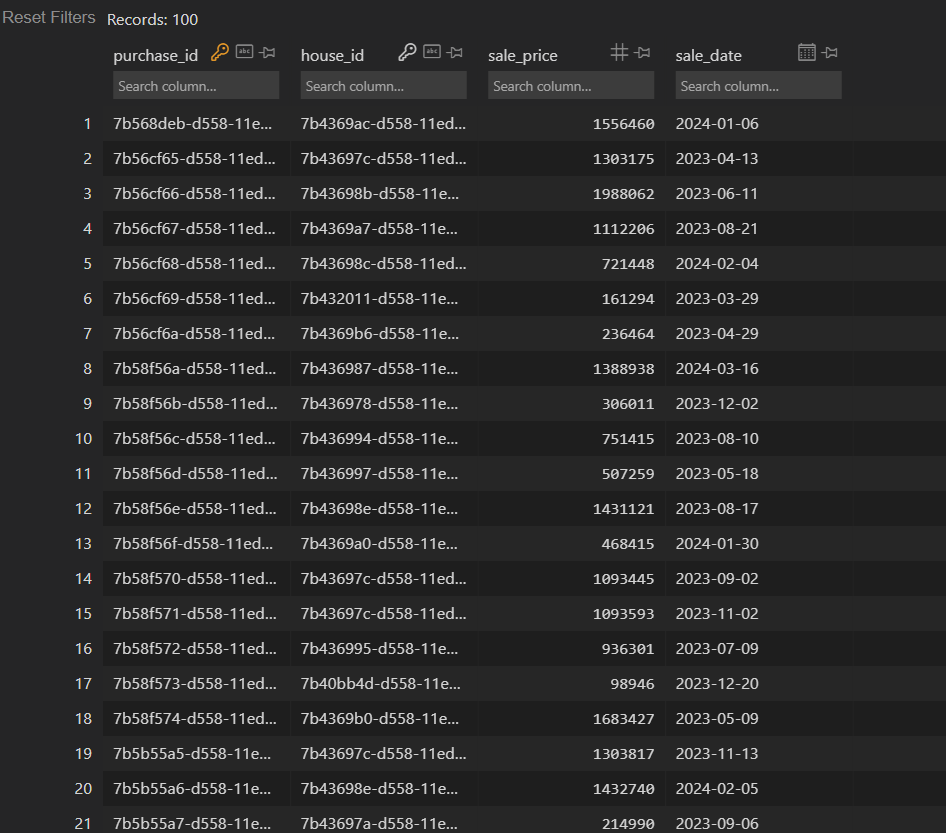 Reset Filters Records: 100
purchase_id abc house_id abc sale_price sale_date
Search column... Search column... Search column... Search column...
1 7b568deb-d558-11e... 7b4369ac-d558-11ed... 1556460 2024-01-06
2 7b56cf65-d558-11ed... 7b43697c-d558-11ed... 1303175 2023-04-13
3 7b56cf66-d558-11ed... 7b43698b-d558-11e... 1988062 2023-06-11
4 7b56cf67-d558-11ed... 7b4369a7-d558-11e... 1112206 2023-08-21
5 7b56cf68-d558-11ed... 7b43698c-d558-11ed... 721448 2024-02-04
6 7b56cf69-d558-11ed... 7b432011-d558-11e... 161294 2023-03-29
7 7b56cf6a-d558-11ed... 7b4369b6-d558-11e... 236464 2023-04-29
8 7b58f56a-d558-11ed... 7b436987-d558-11e... 1388938 2024-03-16
9 7b58f56b-d558-11ed... 7b436978-d558-11e... 306011 2023-12-02
10 7b58f56c-d558-11ed... 7b436994-d558-11e... 751415 2023-08-10
11 7b58f56d-d558-11ed... 7b436997-d558-11e... 507259 2023-05-18
12 7b58f56e-d558-11ed... 7b43698e-d558-11e... 1431121 2023-08-17
13 7b58f56f-d558-11ed... 7b4369a0-d558-11e... 468415 2024-01-30
14 7b58f570-d558-11ed... 7b43697c-d558-11ed... 1093445 2023-09-02
15 7b58f571-d558-11ed... 7b43697c-d558-11ed... 1093593 2023-11-02
16 7b58f572-d558-11ed... 7b436995-d558-11e... 936301 2023-07-09
17 7b58f573-d558-11ed... 7b40bb4d-d558-11e... 98946 2023-12-20
18 7b58f574-d558-11ed... 7b4369b0-d558-11e... 1683427 2023-05-09
19 7b5b55a5-d558-11e... 7b43697c-d558-11ed... 1303817 2023-11-13
20 7b5b55a6-d558-11e... 7b43698e-d558-11e... 1432740 2024-02-05
21 7b5b55a7-d558-11e... 7b43697a-d558-11e... 214990 2023-09-06